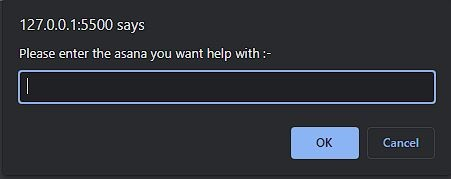 127.0.0.1:5500 says
Please enter the asana you want help with :-
OK
Cancel